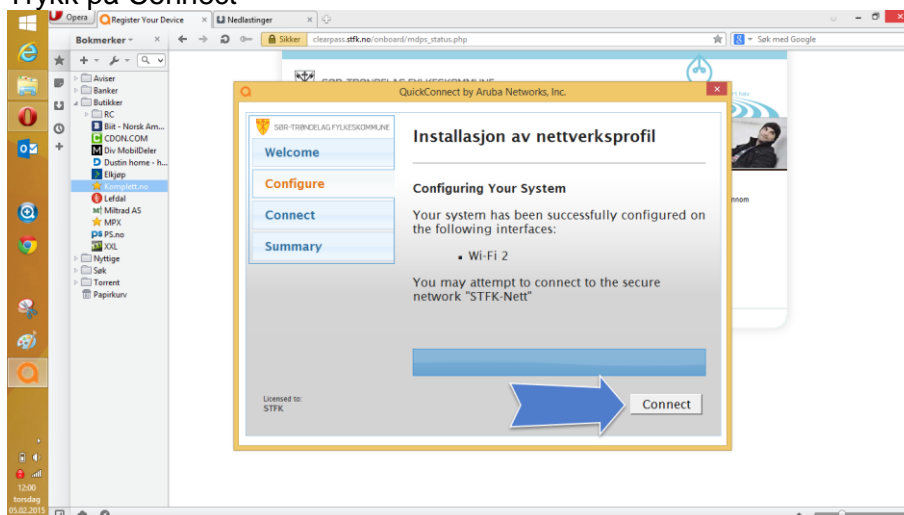 Trykk på Connect
Opera
Register Your Device
Nedlastinger
Bokmerker
Sikker
clearpass.stfk.no/onboard/mdps_status.php
Søk med Google
Aviser
Banker
Butikker
RC
Biit - Norsk Am...
CDON.COM
Div MobilDeler
Dustin home - h...
Elkjøp
Komplett.no
Lefdal
Miltrad AS
MPX
PS.no
XXL
Nyttige
Søk
Torrent
Papirkurv
QuickConnect by Aruba Networks, Inc.
SØR-TRØNDELAG FYLKESKOMMUNE
Welcome
Configure
Connect
Summary
Installasjon av nettverksprofil
Configuring Your System
Your system has been successfully configured on
the following interfaces:
Wi-Fi 2
You may attempt to connect to the secure
network "STFK-Nett"
Licensed to:
STFK
Connect
12:00
torsdag
05.02.2015